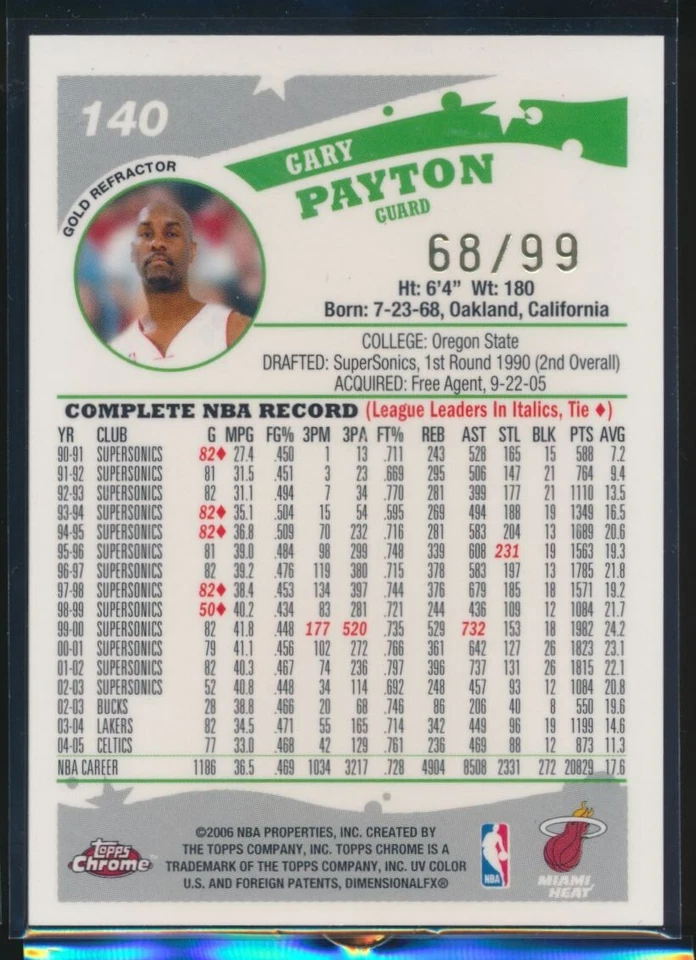 140
GOLD REFRACTOR
GARY
PAYTON
GUARD
68/99
Ht: 6'4" Wt: 180
Born: 7-23-68, Oakland, California
COLLEGE: Oregon State
DRAFTED: SuperSonics, 1st Round 1990 (2nd Overall)
ACQUIRED: Free Agent, 9-22-05
COMPLETE NBA RECORD (League Leaders In Italics, Tie ♦)
YR CLUB G MPG FG% 3PM 3PA FT% REB AST STL BLK PTS AVG
90-91 SUPERSONICS 82♦ 27.4 .450 1 13 .711 243 528 165 15 588 7.2
91-92 SUPERSONICS 81 31.5 .451 3 23 .669 295 506 147 21 764 9.4
92-93 SUPERSONICS 82 31.1 .494 7 34 .770 281 399 177 21 1110 13.5
93-94 SUPERSONICS 82♦ 35.1 .504 15 54 .595 269 494 188 19 1349 16.5
94-95 SUPERSONICS 82♦ 36.8 .509 70 232 .716 281 583 204 13 1689 20.6
95-96 SUPERSONICS 81 39.0 .484 98 299 .748 339 608 231 19 1563 19.3
96-97 SUPERSONICS 82 39.2 .476 119 380 .715 378 583 197 13 1785 21.8
97-98 SUPERSONICS 82♦ 38.4 .453 134 397 .744 376 679 185 18 1571 19.2
98-99 SUPERSONICS 50♦ 40.2 .434 83 281 .721 244 436 109 12 1084 21.7
99-00 SUPERSONICS 82 41.8 .448 177 520 .735 529 732 153 18 1982 24.2
00-01 SUPERSONICS 79 41.1 .456 102 272 .766 361 642 127 26 1823 23.1
01-02 SUPERSONICS 82 40.3 .467 74 236 .797 396 737 131 26 1815 22.1
02-03 SUPERSONICS 52 40.8 .448 34 114 .692 248 457 93 12 1084 20.8
02-03 BUCKS 28 38.8 .466 20 68 .746 86 206 40 8 550 19.6
03-04 LAKERS 82 34.5 .471 55 165 .714 342 449 96 19 1199 14.6
04-05 CELTICS 77 33.0 .468 42 129 .761 236 469 88 12 873 11.3
NBA CAREER 1186 36.5 .469 1034 3217 .728 4904 8508 2331 272 20829 17.6
©2006 NBA PROPERTIES, INC. CREATED BY
THE TOPPS COMPANY, INC. TOPPS CHROME IS A
TRADEMARK OF THE TOPPS COMPANY, INC. UV COLOR
U.S. AND FOREIGN PATENTS, DIMENSIONALFX®
Topps
Chrome
NBA
MIAMI
HEAT